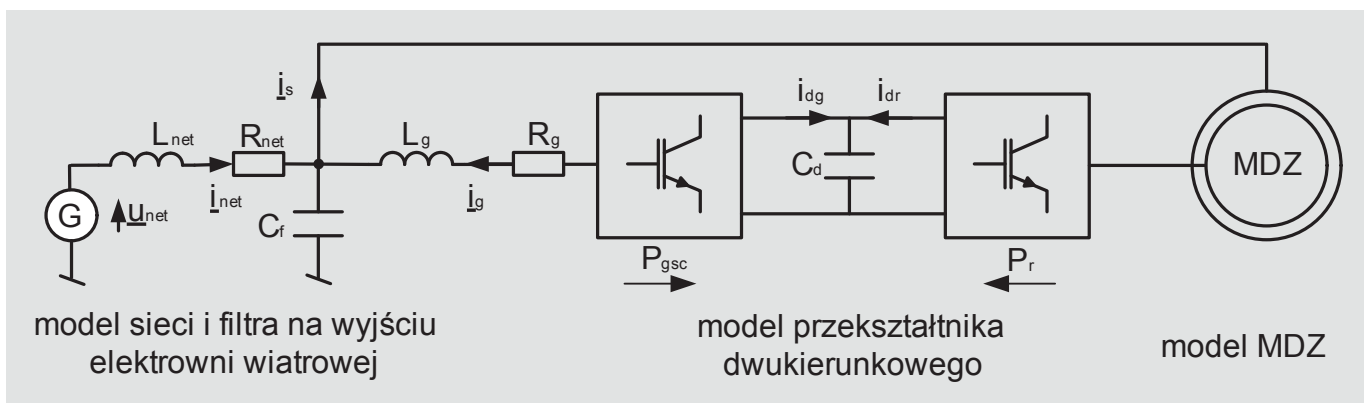 i_s
i_dg
i_dr
L_net
R_net
L_g
R_g
C_d
MDZ
G
u_net
i_net
C_f
i_g
P_gsc
P_r
model sieci i filtra na wyjściu
elektrowni wiatrowej
model przekształtnika
dwukierunkowego
model MDZ